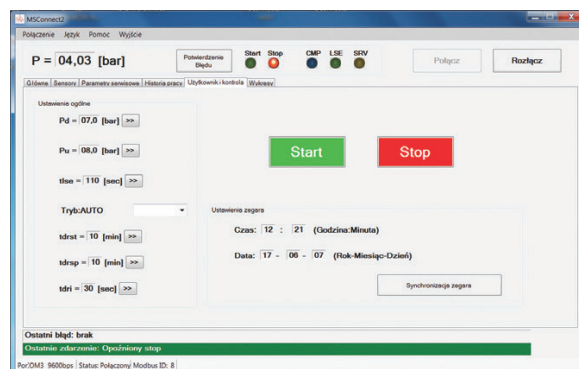 MSConnect2
Połączenie Język Pomoc Wyjście
P = 04,03 [bar]
Potwierdzenie
Błędu
Start Stop CMP LSE SRV
Połącz
Rozłącz
Główna Sensory Parametry serwisowe Historia pracy Użytkownik i kontrola Wykresy
Ustawienia ogólne
Pd = 07,0 [bar] >>
Pu = 08,0 [bar] >>
tlse = 110 [sec] >>
Tryb:AUTO
tdrst = 10 [min] >>
tdrsp = 10 [min] >>
tdri = 30 [sec] >>
Start
Stop
Ustawienia zegara
Czas: 12 : 21 (Godzina:Minuta)
Data: 17 - 06 - 07 (Rok-Miesiąc-Dzień)
Synchronizacja zegara
Ostatni błąd: brak
Ostatnie zdarzenie: Opóźniony stop
9600bps Status: Połączony Modbus ID: 8